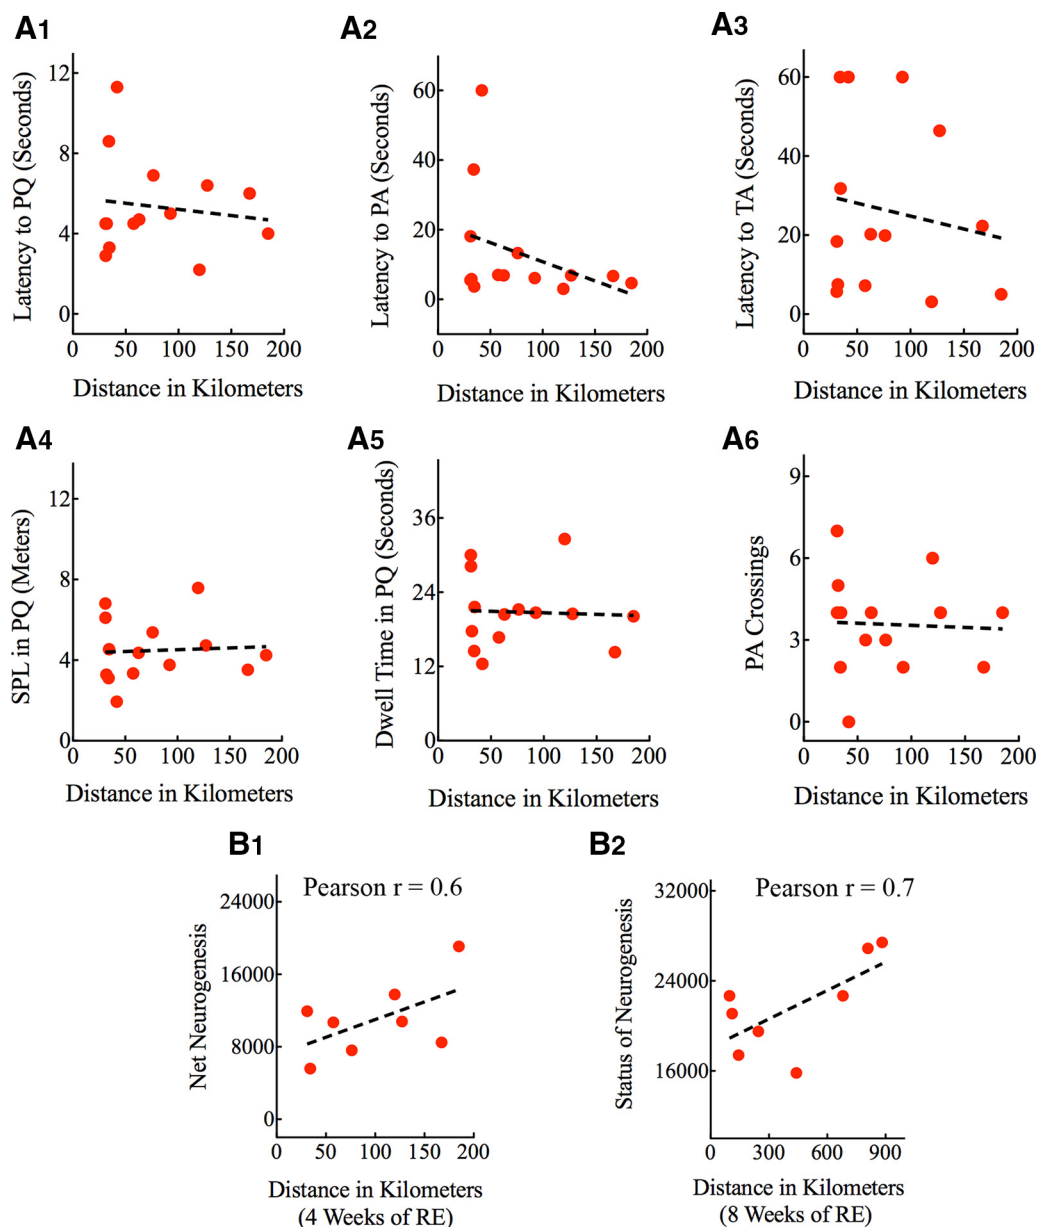 A1
Latency to PQ (Seconds)
12
8
4
0
0 50 100 150 200
Distance in Kilometers
A2
Latency to PA (Seconds)
60
40
20
0
0 50 100 150 200
Distance in Kilometers
A3
Latency to TA (Seconds)
60
40
20
0
0 50 100 150 200
Distance in Kilometers
A4
SPL in PQ (Meters)
12
8
4
0
0 50 100 150 200
Distance in Kilometers
A5
Dwell Time in PQ (Seconds)
36
24
12
0
0 50 100 150 200
Distance in Kilometers
A6
PA Crossings
9
6
3
0
0 50 100 150 200
Distance in Kilometers
B1
Pearson r = 0.6
Net Neurogenesis
24000
16000
8000
0
0 50 100 150 200
Distance in Kilometers
(4 Weeks of RE)
B2
Pearson r = 0.7
Status of Neurogenesis
32000
24000
16000
0 300 600 900
Distance in Kilometers
(8 Weeks of RE)